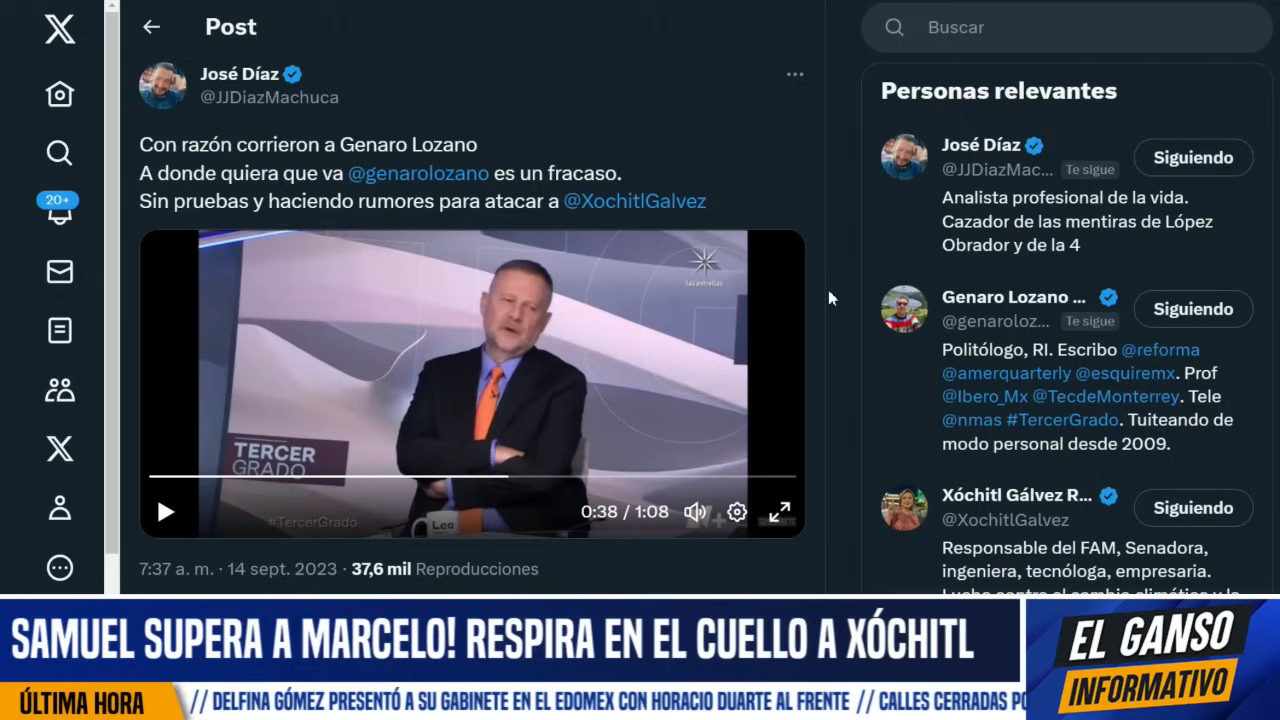 Post
Buscar
José Díaz
@JJDiazMachuca
Con razón corrieron a Genaro Lozano
A donde quiera que va @genarolozano es un fracaso.
Sin pruebas y haciendo rumores para atacar a @XochitlGalvez
las estrellas
TERCER
GRADO
#TercerGrado
Leo
0:38 / 1:08
7:37 a. m. · 14 sept. 2023 · 37,6 mil Reproducciones
20+
Personas relevantes
José Díaz
@JJDiazMac... Te sigue
Siguiendo
Analista profesional de la vida.
Cazador de las mentiras de López
Obrador y de la 4
Genaro Lozano ...
@genaroloz... Te sigue
Siguiendo
Politólogo, RI. Escribo @reforma
@amerquarterly @esquiremx. Prof
@Ibero_Mx @TecdeMonterrey. Tele
@nmas #TercerGrado. Tuiteando de
modo personal desde 2009.
Xóchitl Gálvez R...
@XochitlGalvez
Siguiendo
Responsable del FAM, Senadora,
ingeniera, tecnóloga, empresaria.
SAMUEL SUPERA A MARCELO! RESPIRA EN EL CUELLO A XÓCHITL
EL GANSO
INFORMATIVO
ÚLTIMA HORA
// DELFINA GÓMEZ PRESENTÓ A SU GABINETE EN EL EDOMEX CON HORACIO DUARTE AL FRENTE // CALLES CERRADAS